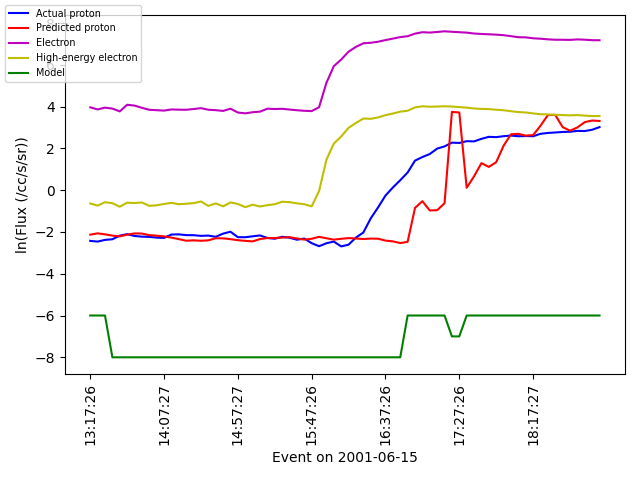 Actual proton
Predicted proton
Electron
High-energy electron
Model
8
6
4
2
0
−2
−4
−6
−8
ln(Flux (/cc/s/sr))
13:17:26
14:07:27
14:57:27
15:47:26
16:37:26
17:27:26
18:17:27
Event on 2001-06-15